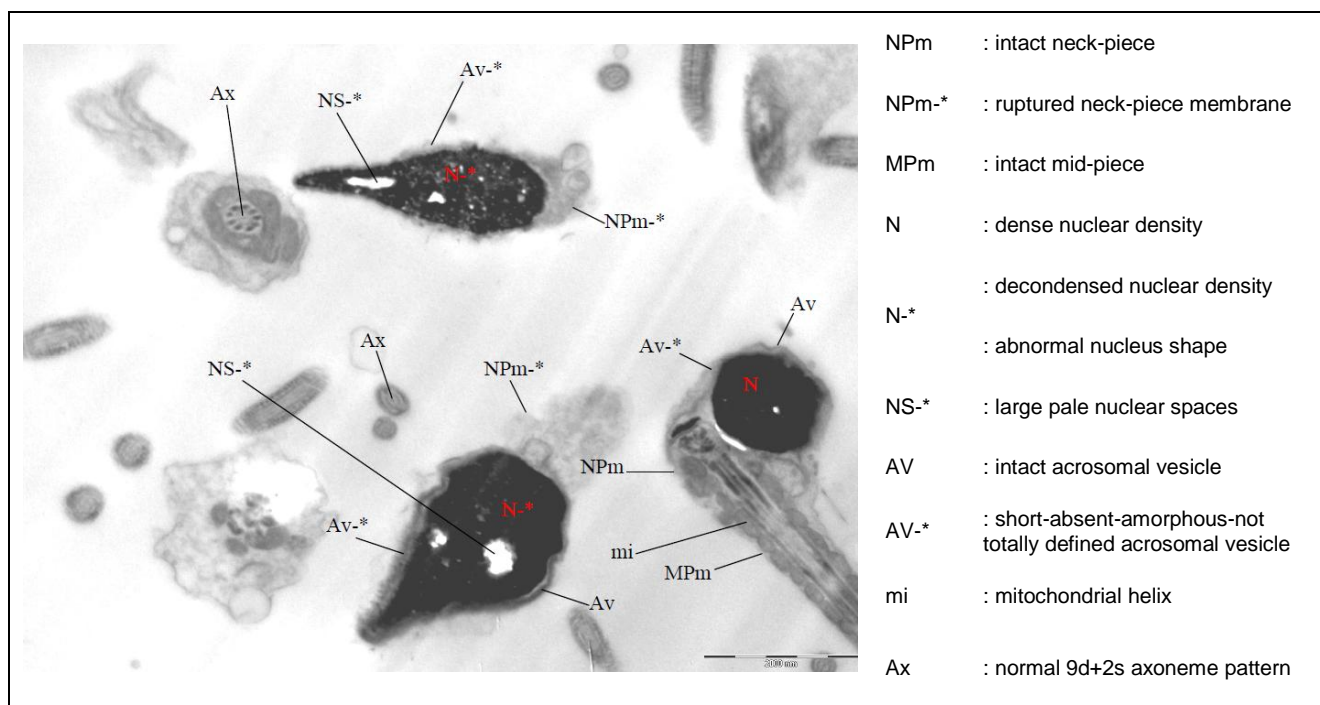 Av-*
Ax
NS-*
N-*
NPm-*
Av
Ax
Av-*
NS-*
NPm-*
N
NPm
N-*
Av-*
mi
MPm
Av
2000 nm
NPm : intact neck-piece
NPm-* : ruptured neck-piece membrane
MPm : intact mid-piece
N : dense nuclear density
: decondensed nuclear density
N-*
: abnormal nucleus shape
NS-* : large pale nuclear spaces
AV : intact acrosomal vesicle
AV-* : short-absent-amorphous-not
totally defined acrosomal vesicle
mi : mitochondrial helix
Ax : normal 9d+2s axoneme pattern